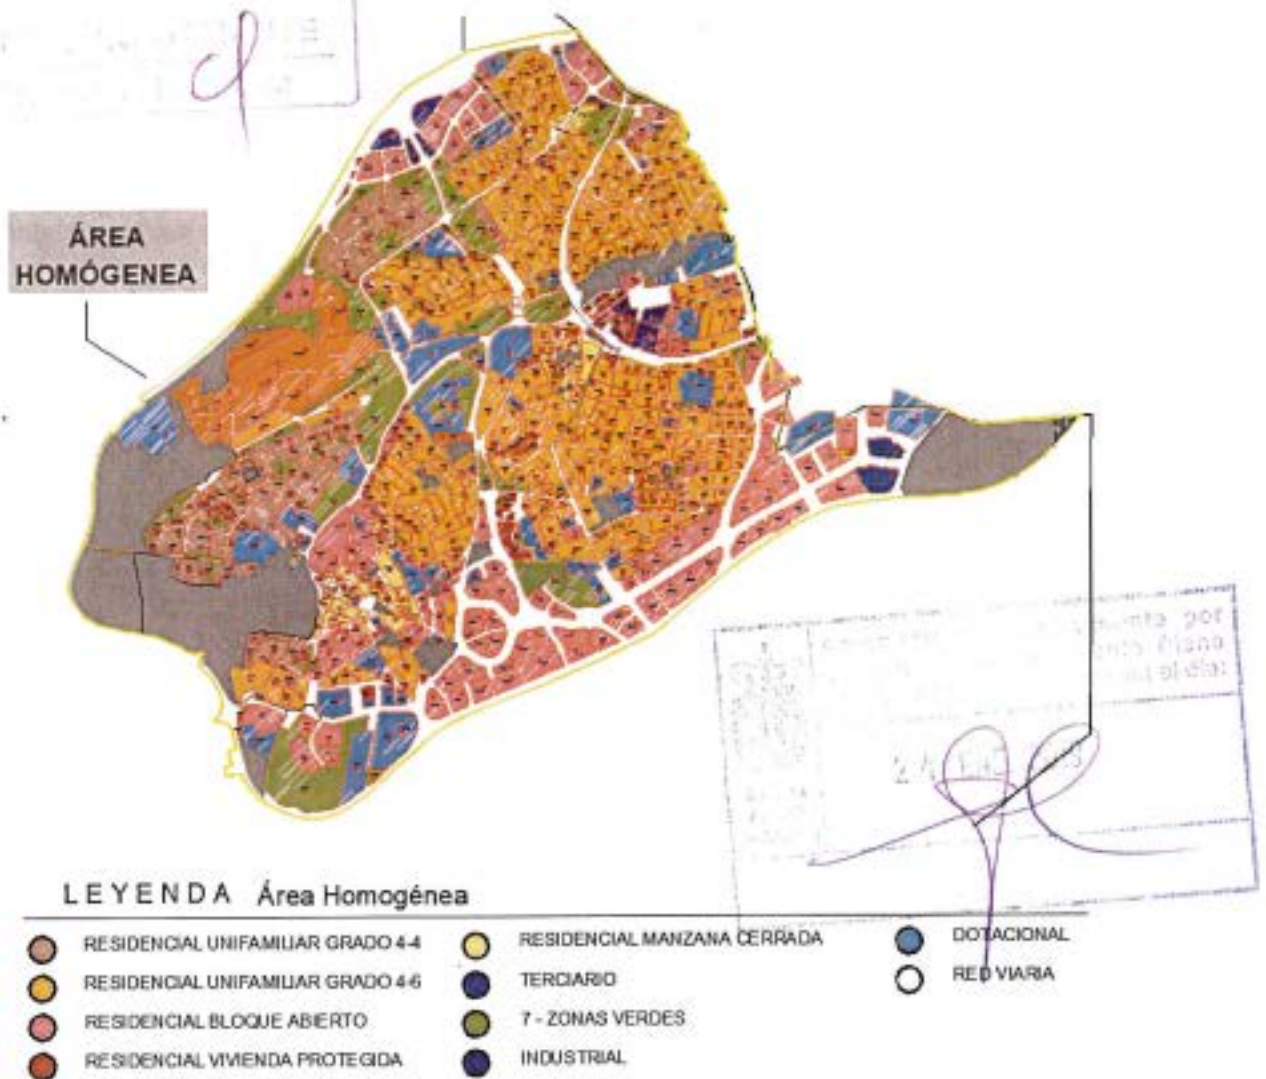 ÁREA
HOMÓGENEA
LEYENDA Área Homogénea
RESIDENCIAL UNIFAMILIAR GRADO 4-4
RESIDENCIAL UNIFAMILIAR GRADO 4-6
RESIDENCIAL BLOQUE ABIERTO
RESIDENCIAL VIVIENDA PROTEGIDA
RESIDENCIAL MANZANA CERRADA
TERCIARIO
7 - ZONAS VERDES
INDUSTRIAL
DOTACIONAL
RED VIARIA
por